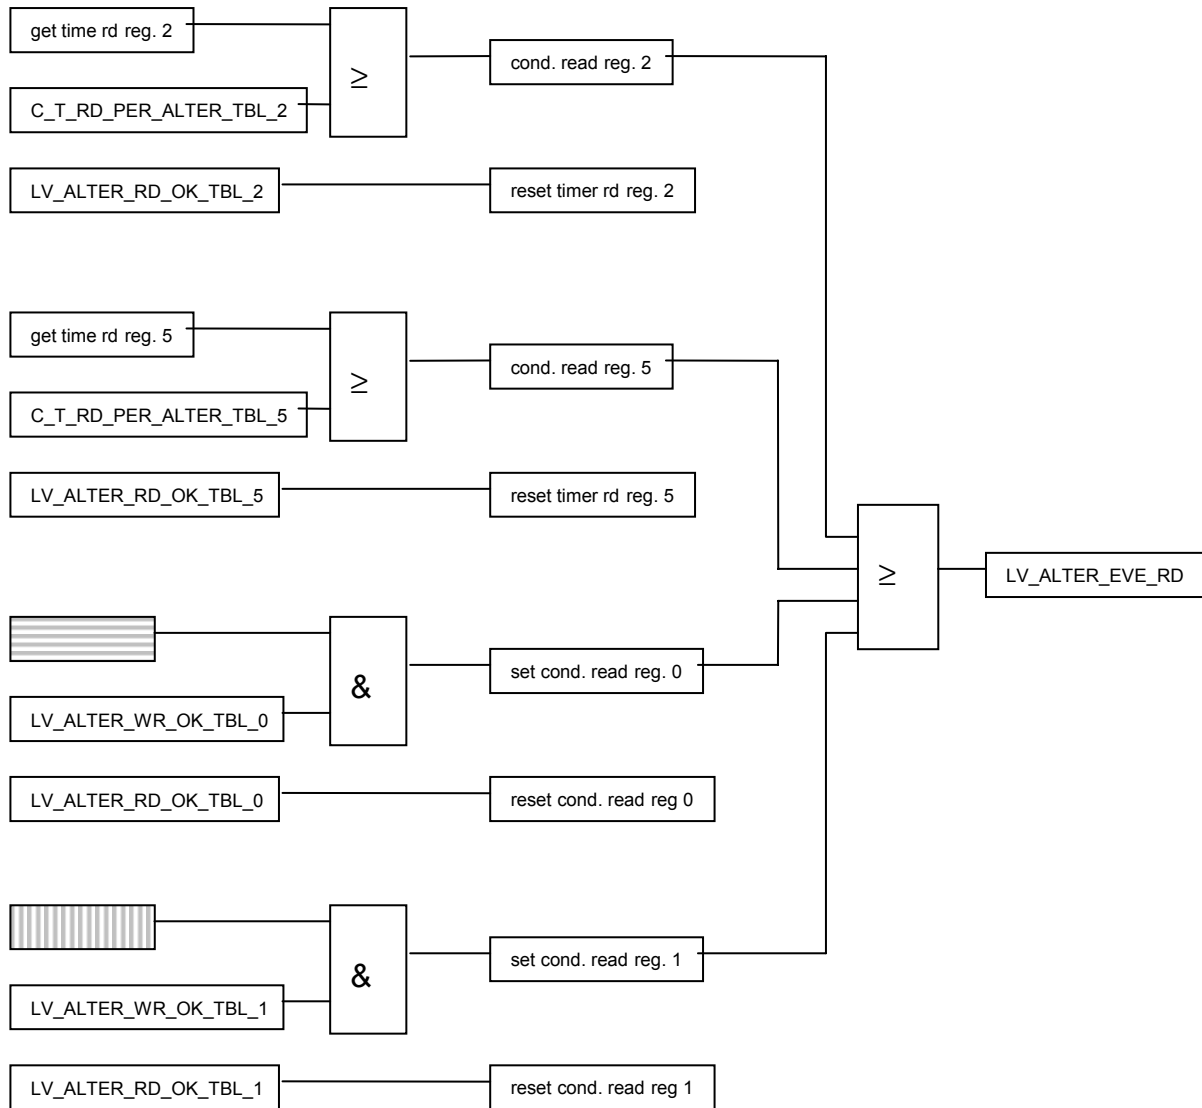 get time rd reg. 2
≥
cond. read reg. 2
C_T_RD_PER_ALTER_TBL_2
LV_ALTER_RD_OK_TBL_2
reset timer rd reg. 2
get time rd reg. 5
≥
cond. read reg. 5
C_T_RD_PER_ALTER_TBL_5
LV_ALTER_RD_OK_TBL_5
reset timer rd reg. 5
≥
LV_ALTER_EVE_RD
&
set cond. read reg. 0
LV_ALTER_WR_OK_TBL_0
LV_ALTER_RD_OK_TBL_0
reset cond. read reg 0
&
set cond. read reg. 1
LV_ALTER_WR_OK_TBL_1
LV_ALTER_RD_OK_TBL_1
reset cond. read reg 1